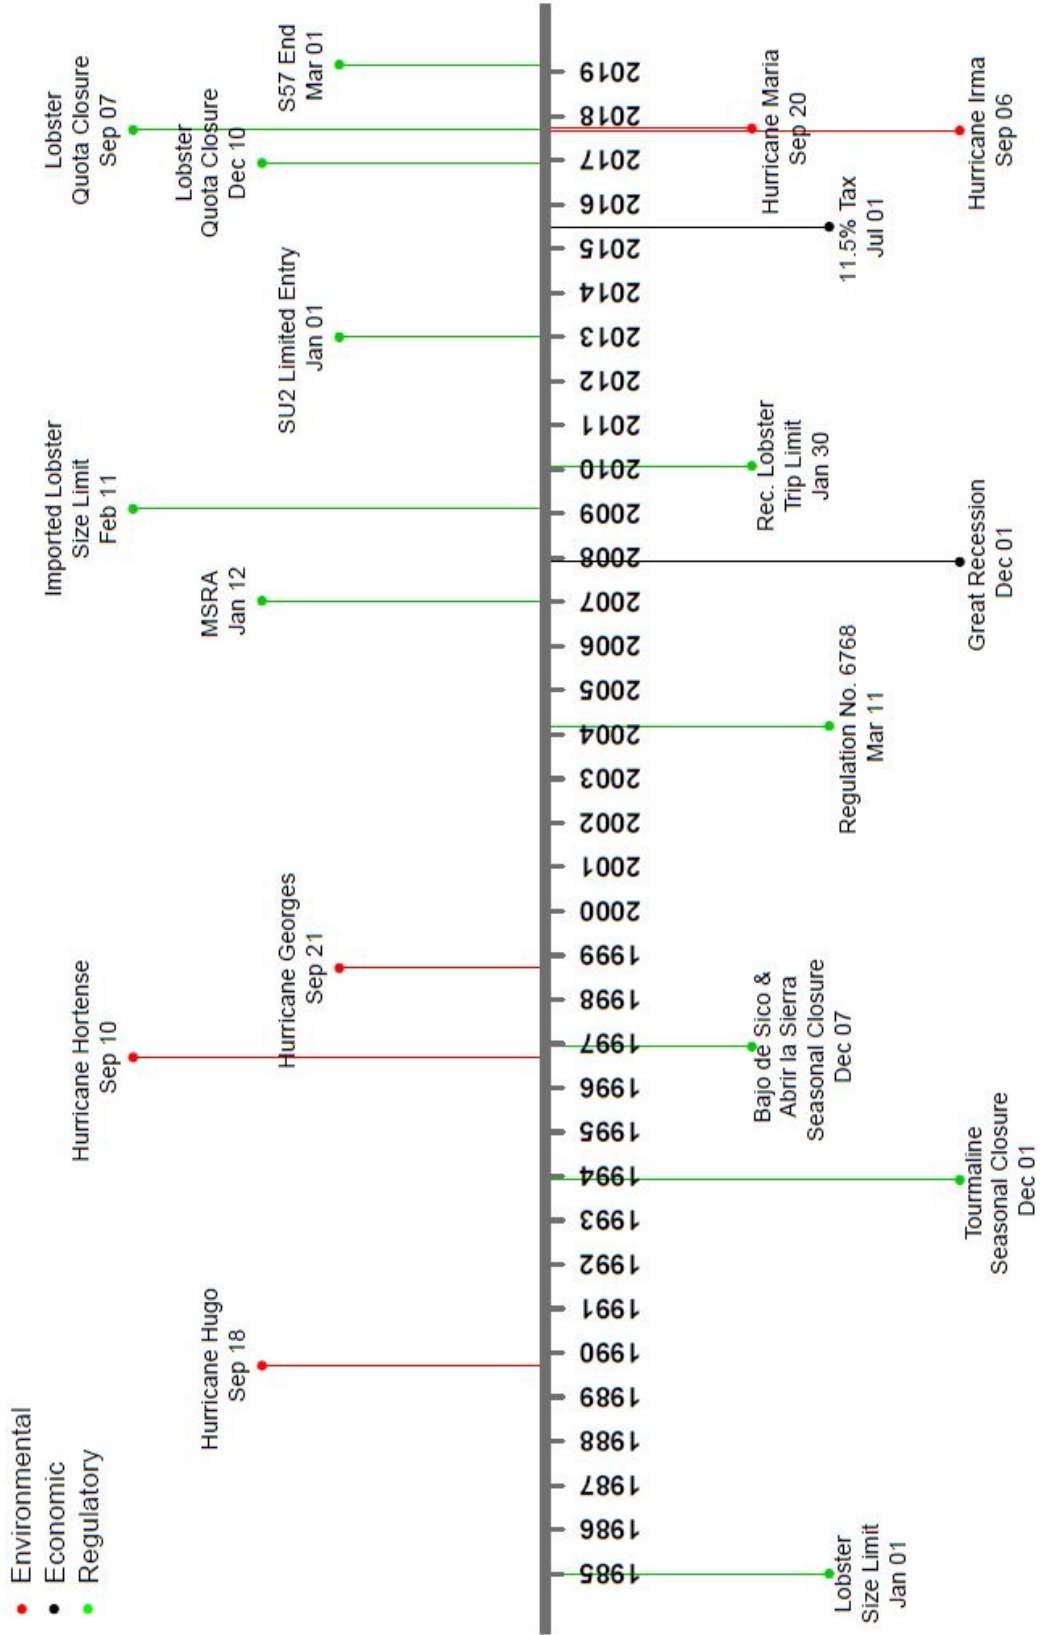 Environmental
Economic
Regulatory
Hurricane Hugo
Sep 18
Hurricane Hortense
Sep 10
Hurricane Georges
Sep 21
MSRA
Jan 12
Imported Lobster
Size Limit
Feb 11
SU2 Limited Entry
Jan 01
Lobster
Quota Closure
Dec 10
Lobster
Quota Closure
Sep 07
S57 End
Mar 01
1985
1986
1987
1988
1989
1990
1991
1992
1993
1994
1995
1996
1997
1998
1999
2000
2001
2002
2003
2004
2005
2006
2007
2008
2009
2010
2011
2012
2013
2014
2015
2016
2017
2018
2019
Lobster
Size Limit
Jan 01
Tourmaline
Seasonal Closure
Dec 01
Bajo de Sico &
Abrir la Sierra
Seasonal Closure
Dec 07
Regulation No. 6768
Mar 11
Great Recession
Dec 01
Rec. Lobster
Trip Limit
Jan 30
11.5% Tax
Jul 01
Hurricane Maria
Sep 20
Hurricane Irma
Sep 06